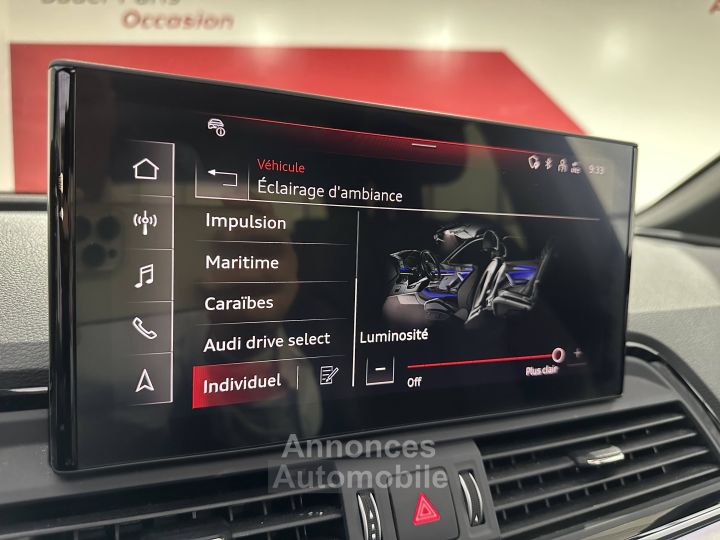 Occasion
Véhicule
Éclairage d'ambiance
9:33
Impulsion
Maritime
Caraïbes
Audi drive select
Individuel
Luminosité
Off
Plus clair
Annonces
Automobile